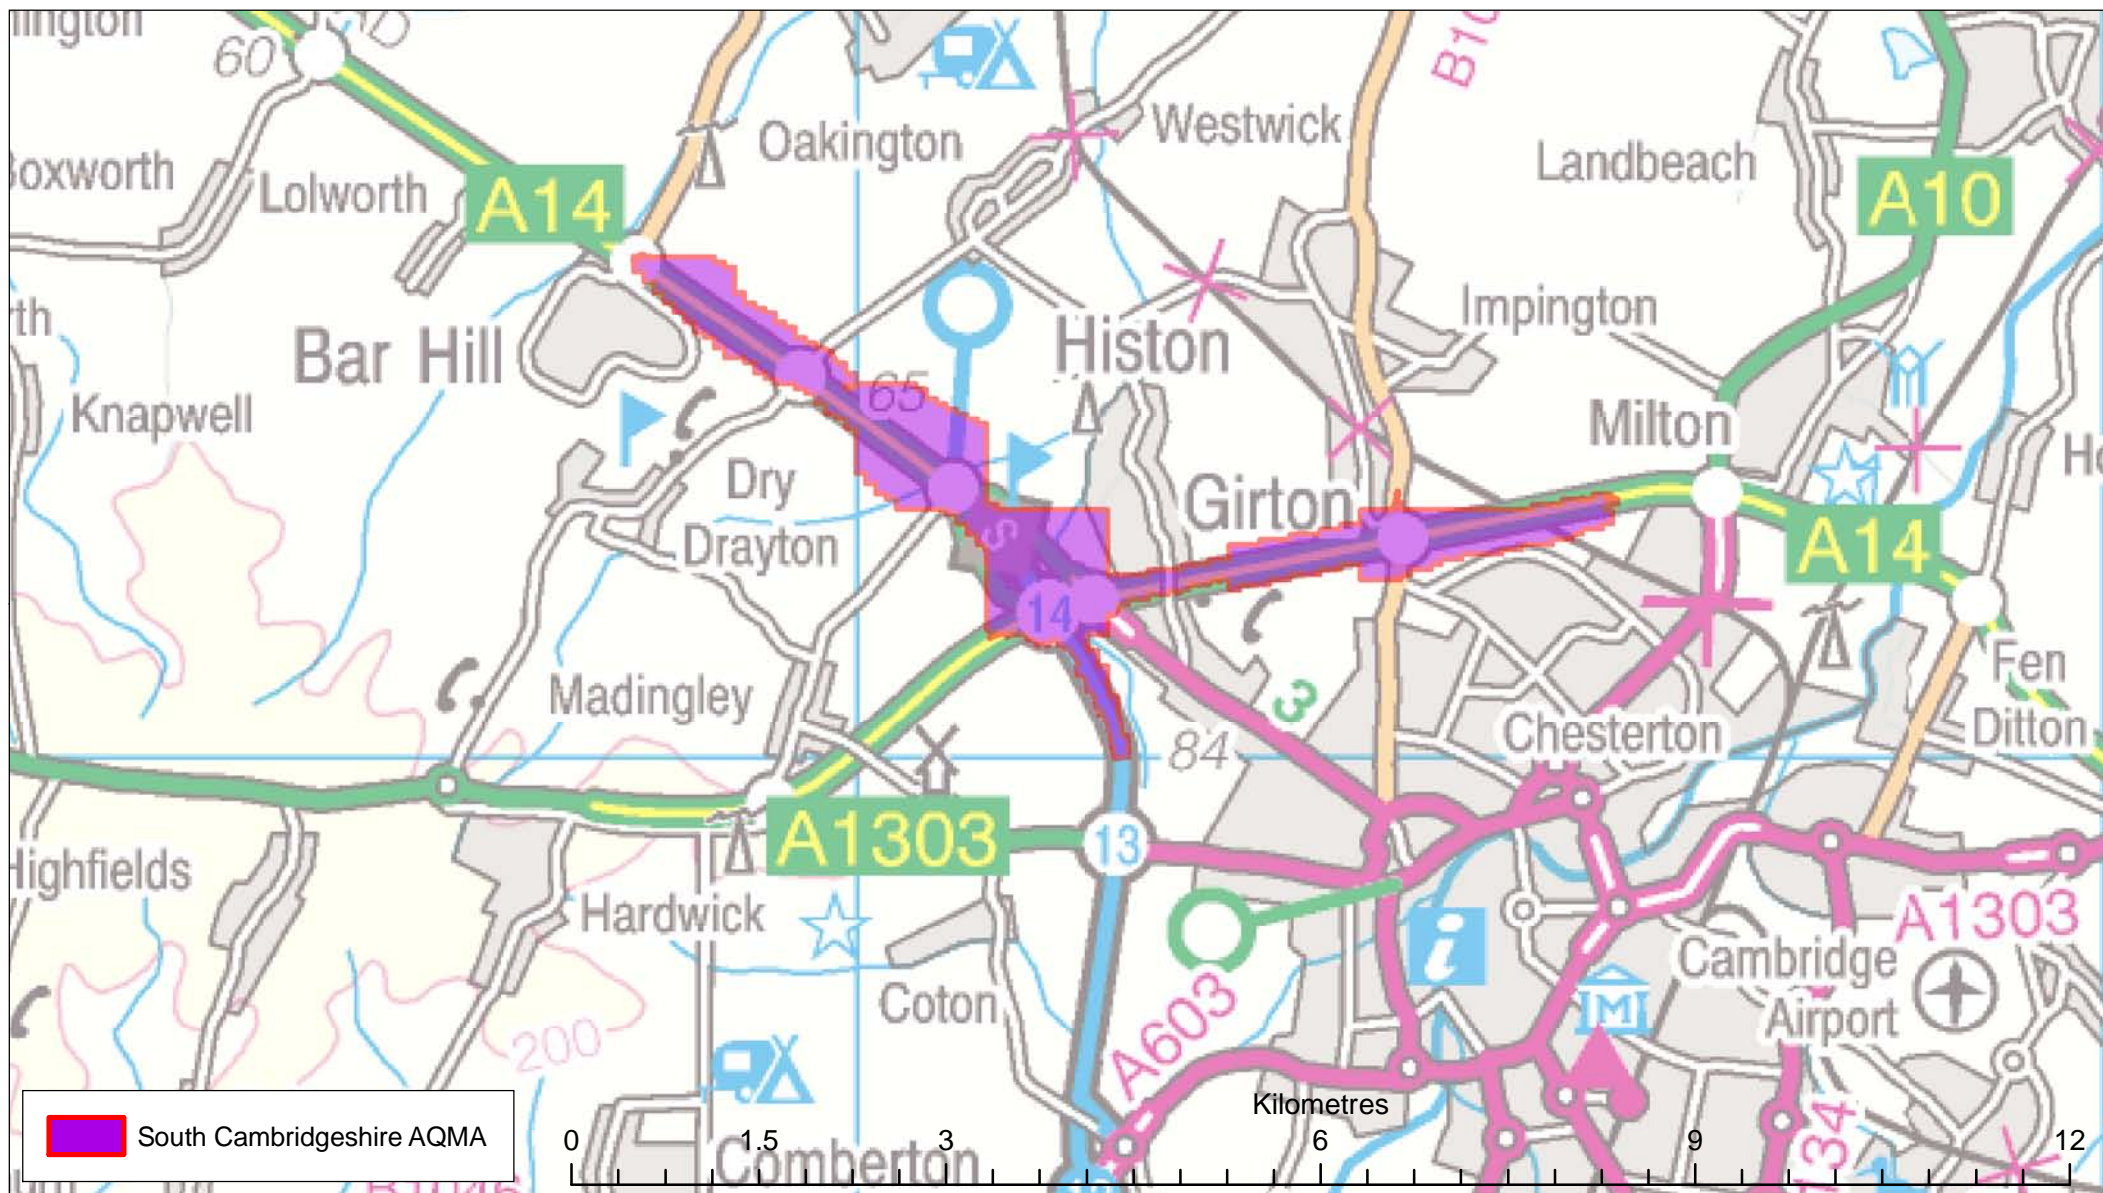 60
Oakington
Westwick
Landbeach
Lolworth
A14
A10
Bar Hill
Histon
Impington
65
Knapwell
Milton
Dry
Drayton
S
Girton
A14
14
Fen
Ditton
Madingley
3
84
Chesterton
A1303
13
Hardwick
i
A1303
Cambridge
Airport
M
Coton
A603
200
Comberton
South Cambridgeshire AQMA
Kilometres
0 1.5 3 6 9 12